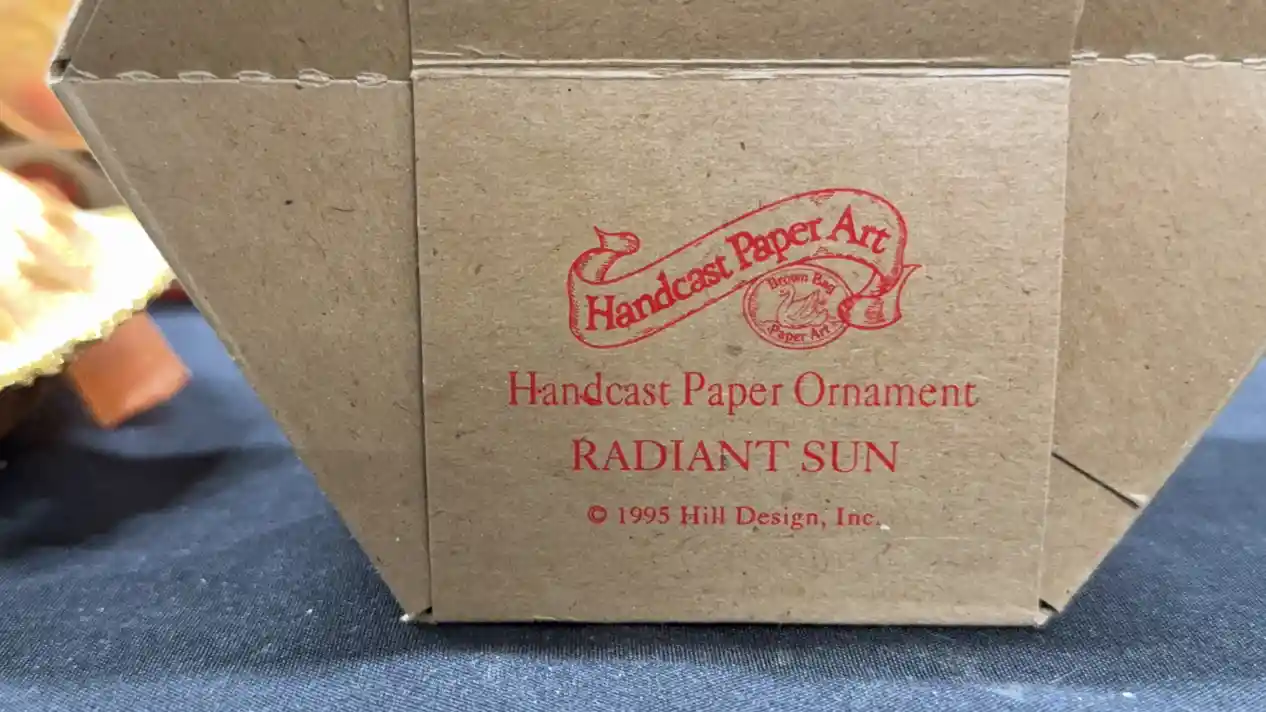 Handcast Paper Art
Brown Bag
Paper Art
Handcast Paper Ornament
RADIANT SUN
© 1995 Hill Design, Inc.